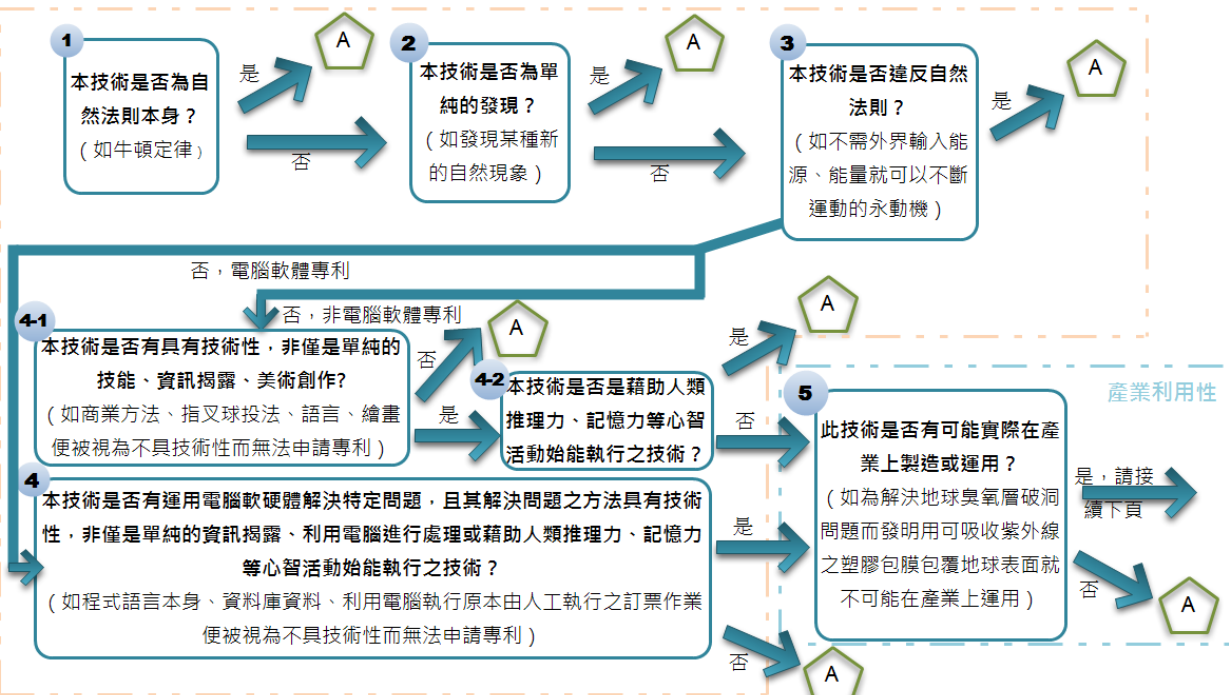 1
本技術是否為自
然法則本身？
（如牛頓定律）
是
A
否
2
本技術是否為單
純的發現？
（如發現某種新
的自然現象）
是
A
否
3
本技術是否違反自然
法則？
（如不需外界輸入能
源、能量就可以不斷
運動的永動機）
是
A
否，電腦軟體專利
否，非電腦軟體專利
4-1
本技術是否有具有技術性，非僅是單純的
技能、資訊揭露、美術創作?
（如商業方法、指叉球投法、語言、繪畫
便被視為不具技術性而無法申請專利）
否
A
是
4-2
本技術是否是藉助人類
推理力、記憶力等心智
活動始能執行之技術？
是
A
否
4
本技術是否有運用電腦軟硬體解決特定問題，且其解決問題之方法具有技術
性，非僅是單純的資訊揭露、利用電腦進行處理或藉助人類推理力、記憶力
等心智活動始能執行之技術？
（如程式語言本身、資料庫資料、利用電腦執行原本由人工執行之訂票作業
便被視為不具技術性而無法申請專利）
是
否
A
產業利用性
5
此技術是否有可能實際在產
業上製造或運用？
（如為解決地球臭氧層破洞
問題而發明用可吸收紫外線
之塑膠包膜包覆地球表面就
不可能在產業上運用）
是，請接
續下頁
否
A